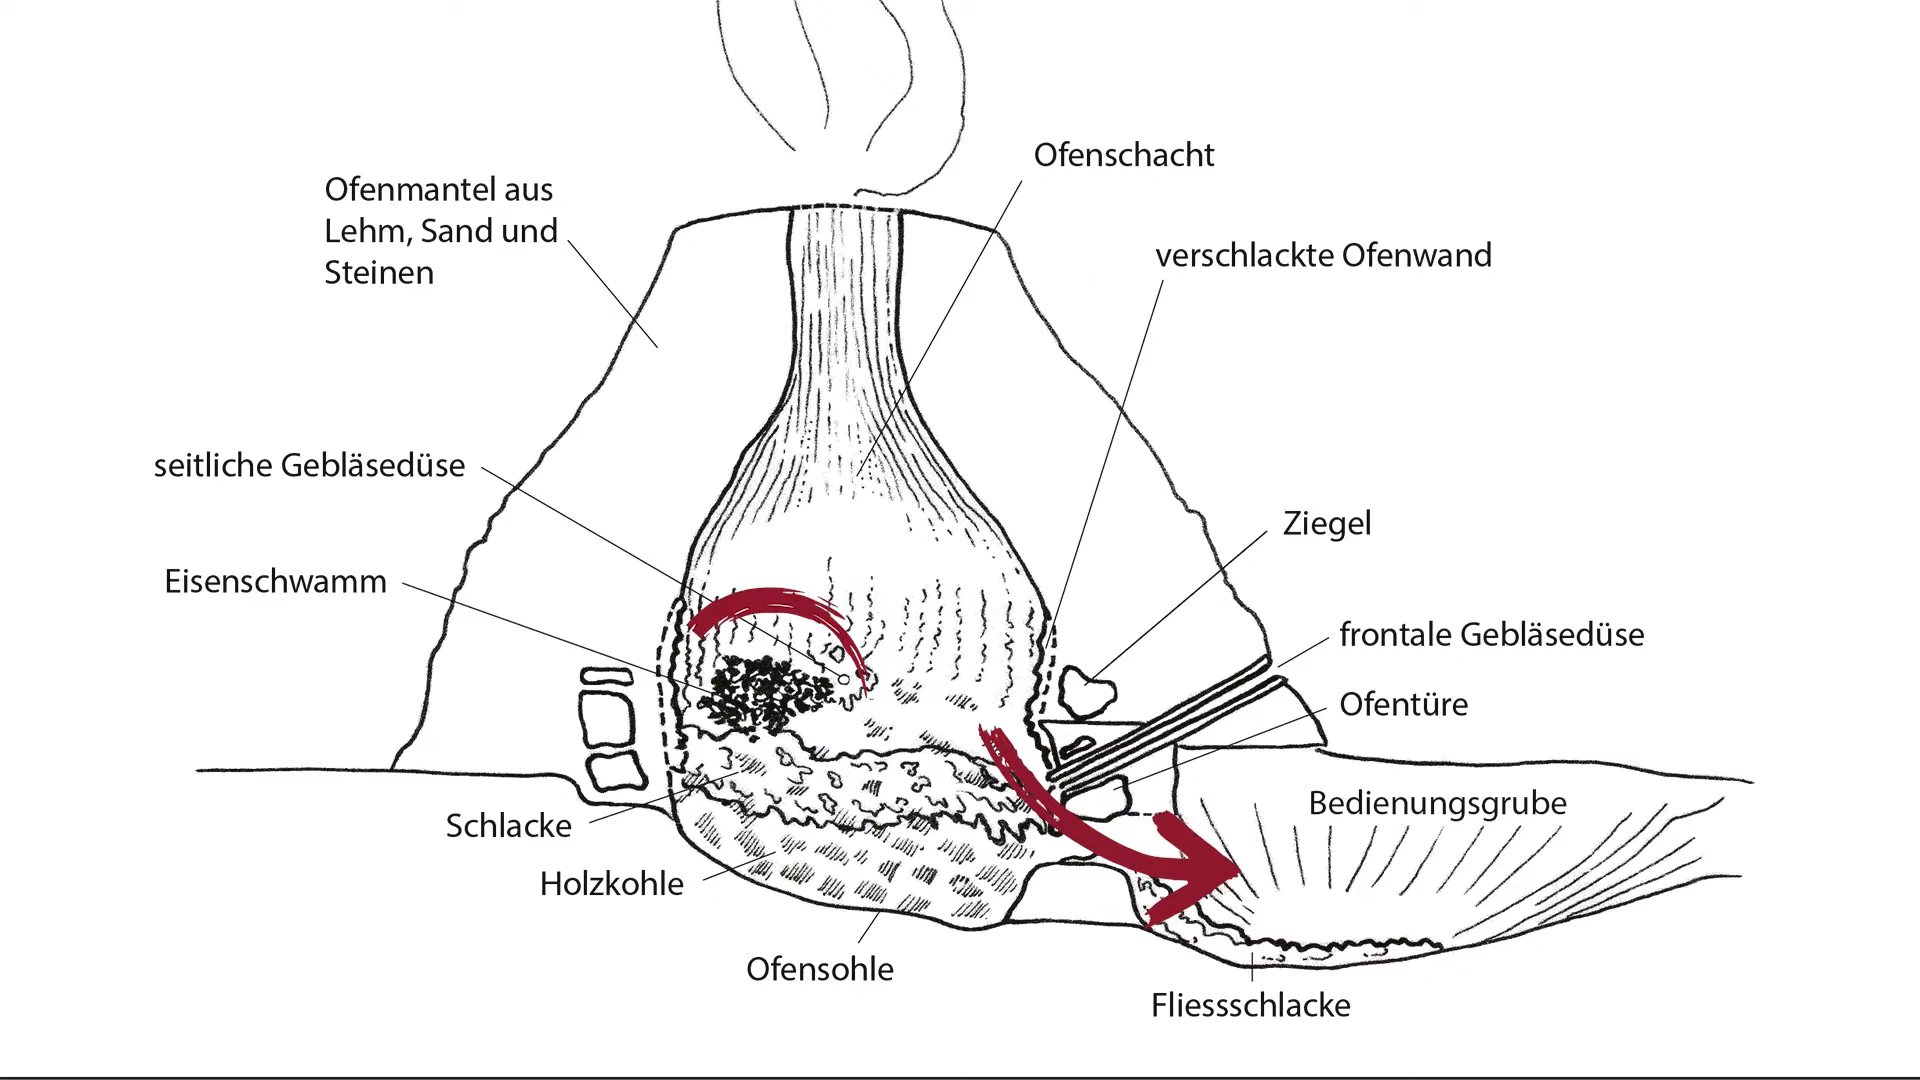 Ofenschacht
Ofenmantel aus
Lehm, Sand und
Steinen
verschlackte Ofenwand
seitliche Gebläsedüse
Ziegel
Eisenschwamm
frontale Gebläsedüse
Ofentüre
Bedienungsgrube
Schlacke
Holzkohle
Ofensohle
Fliessschlacke